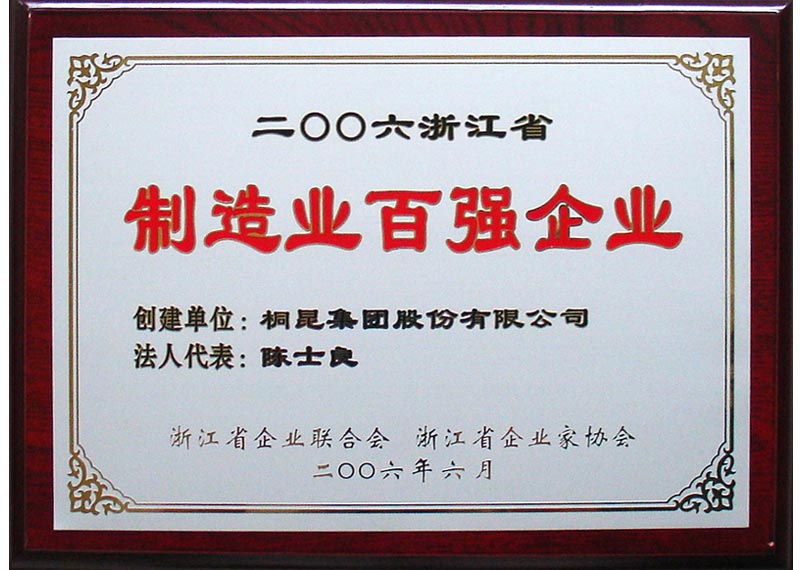 二〇〇六浙江省
制造业百强企业
创建单位：桐昆集团股份有限公司
法人代表：陈士良
浙江省企业联合会 浙江省企业家协会
二〇〇六年六月